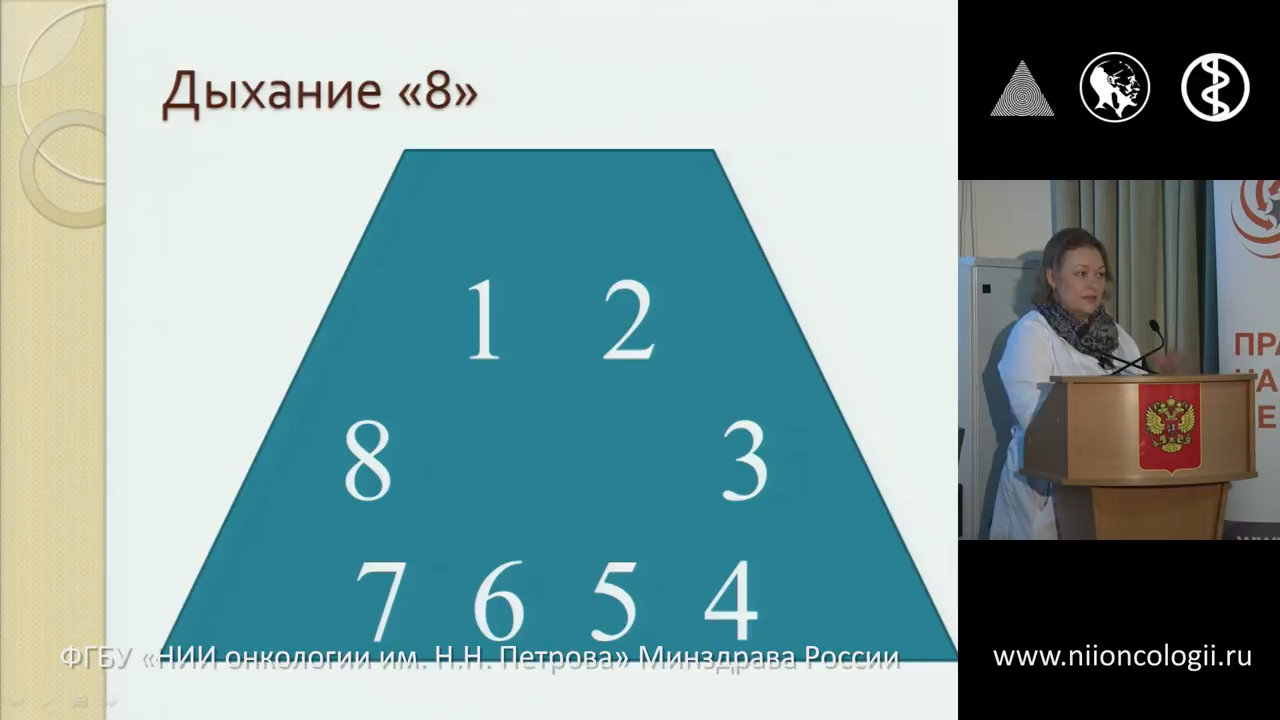 Дыхание «8»
1 2
8 3
7 6 5 4
ФГБУ «НИИ онкологии им. Н.Н. Петрова» Минздрава России
www.niioncologii.ru